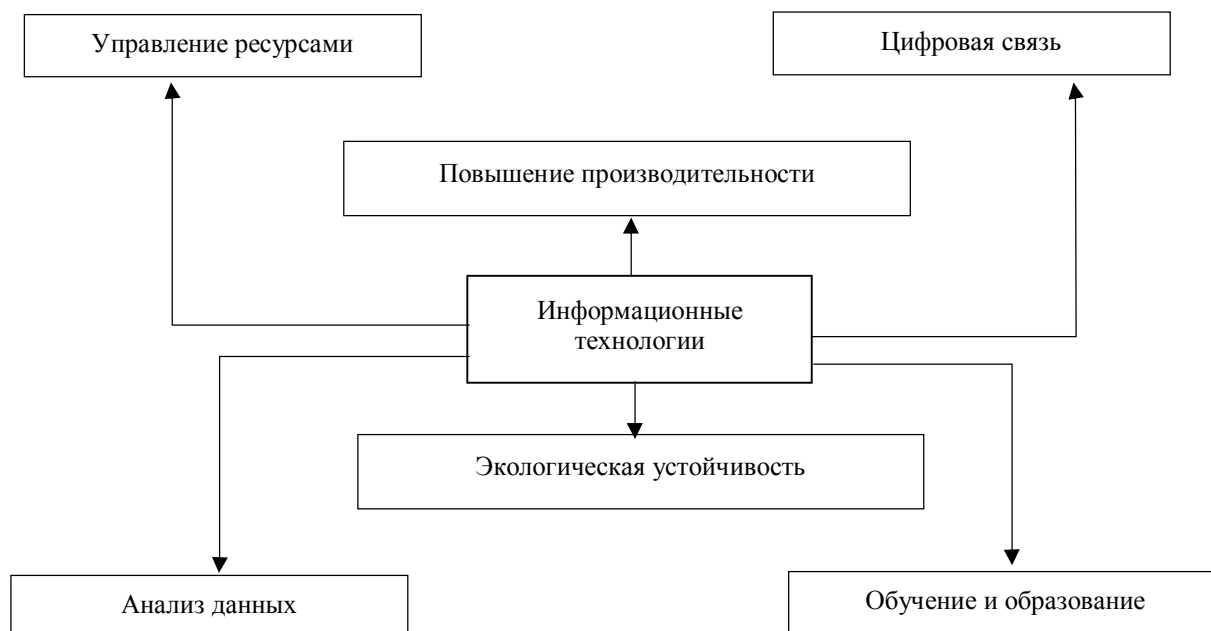 Управление ресурсами
Цифровая связь
Повышение производительности
Информационные
технологии
Экологическая устойчивость
Анализ данных
Обучение и образование